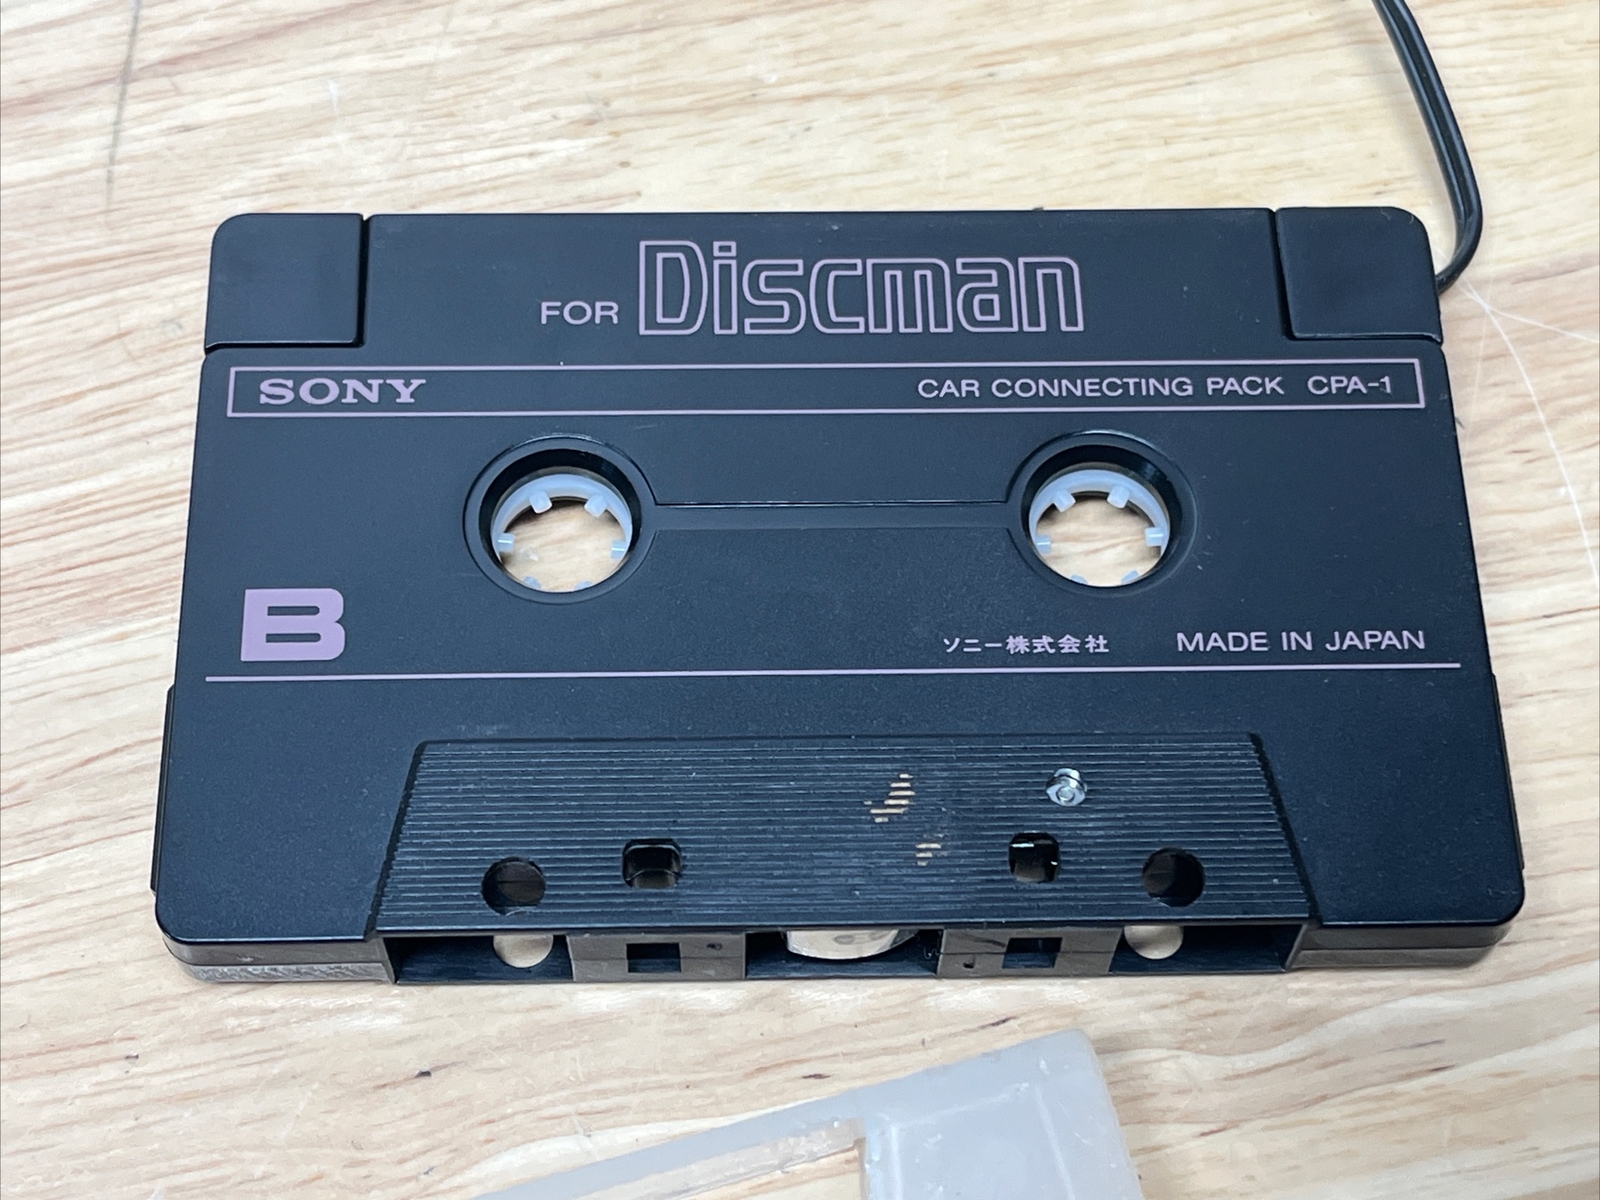 FOR Discman
SONY CAR CONNECTING PACK CPA-1
B
ソニー株式会社 MADE IN JAPAN